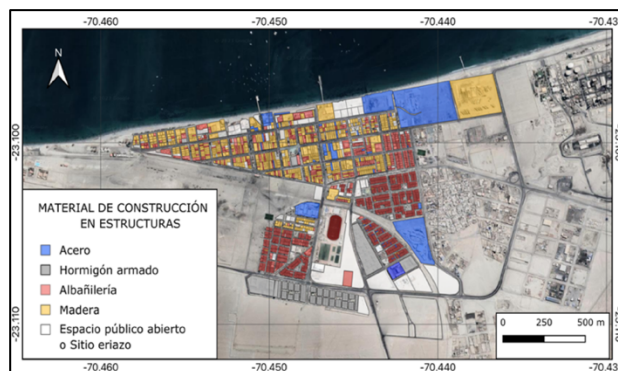 -70.460 -70.450 -70.440 -70.43
N
-23.100
MATERIAL DE CONSTRUCCIÓN
EN ESTRUCTURAS
Acero
Hormigón armado
Albañilería
Madera
Espacio público abierto
o Sitio eriazo
-23.110
0 250 500 m
-70.460 -70.450 -70.440 -70.43